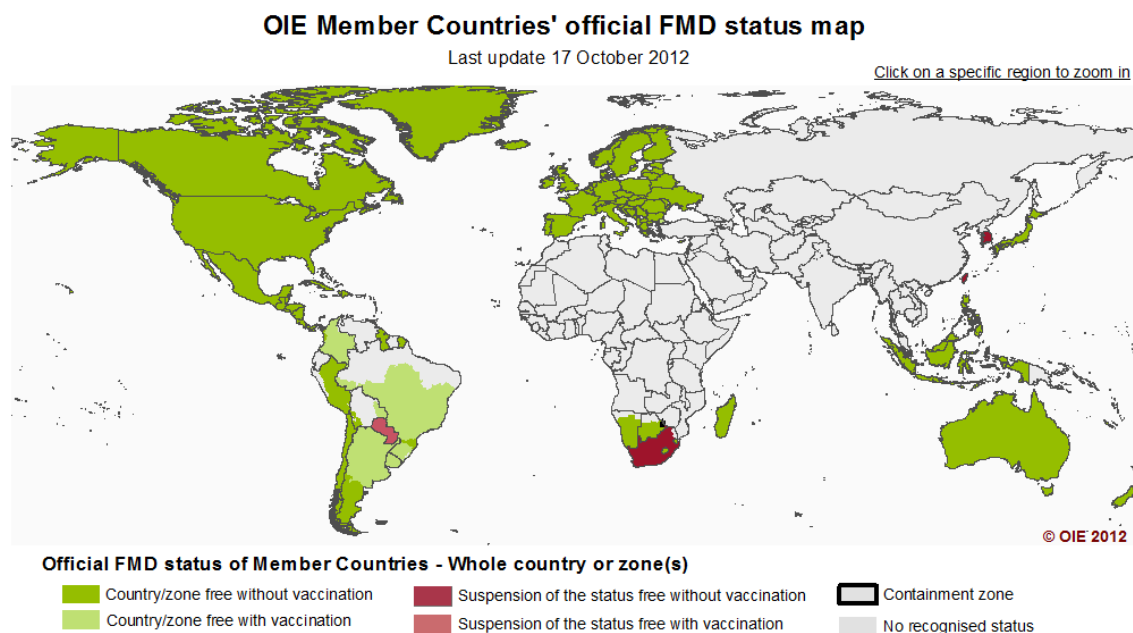 OIE Member Countries' official FMD status map
Last update 17 October 2012
Click on a specific region to zoom in
© OIE 2012
Official FMD status of Member Countries - Whole country or zone(s)
Country/zone free without vaccination
Suspension of the status free without vaccination
Containment zone
Country/zone free with vaccination
Suspension of the status free with vaccination
No recognised status